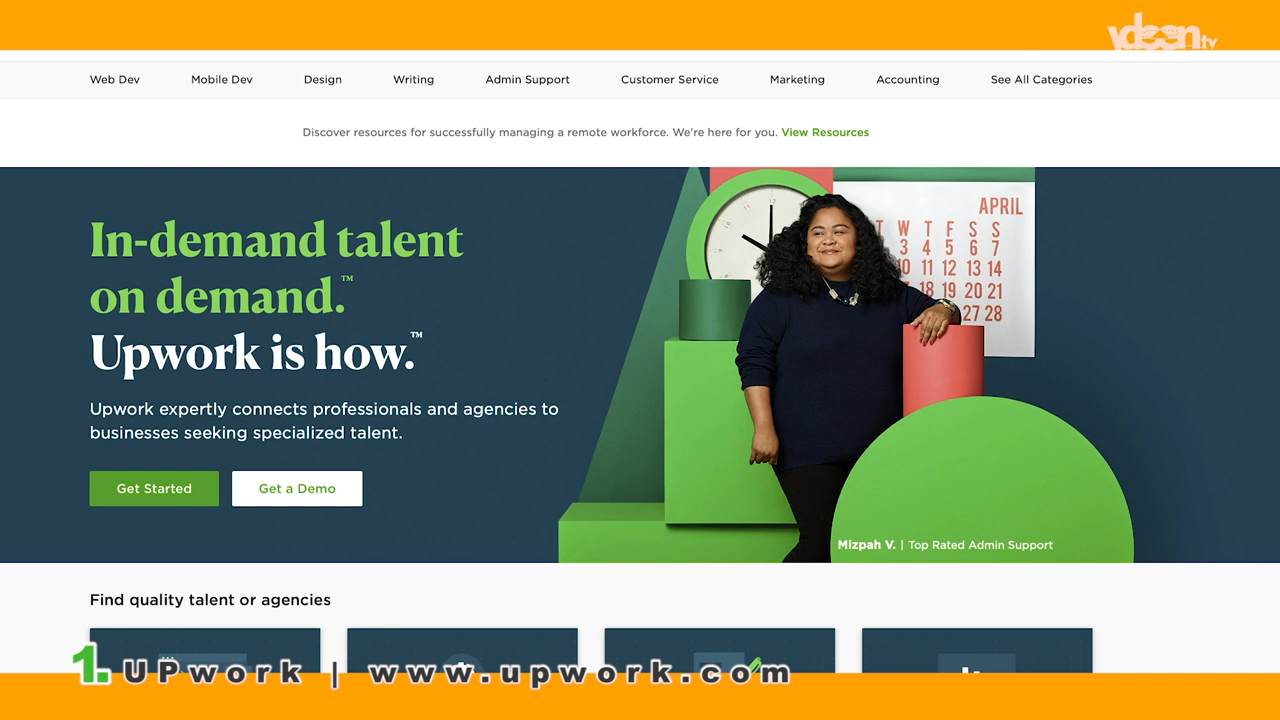 ydeen.tv
Web Dev Mobile Dev Design Writing Admin Support Customer Service Marketing Accounting See All Categories
Discover resources for successfully managing a remote workforce. We're here for you. View Resources
In-demand talent
on demand.™
Upwork is how.™
Upwork expertly connects professionals and agencies to
businesses seeking specialized talent.
Get Started Get a Demo
APRIL
T W T F S S
3 4 5 6 7
10 11 12 13 14
18 19 20 21
27 28
Mizpah V. | Top Rated Admin Support
Find quality talent or agencies
1. UPwork | www.upwork.com